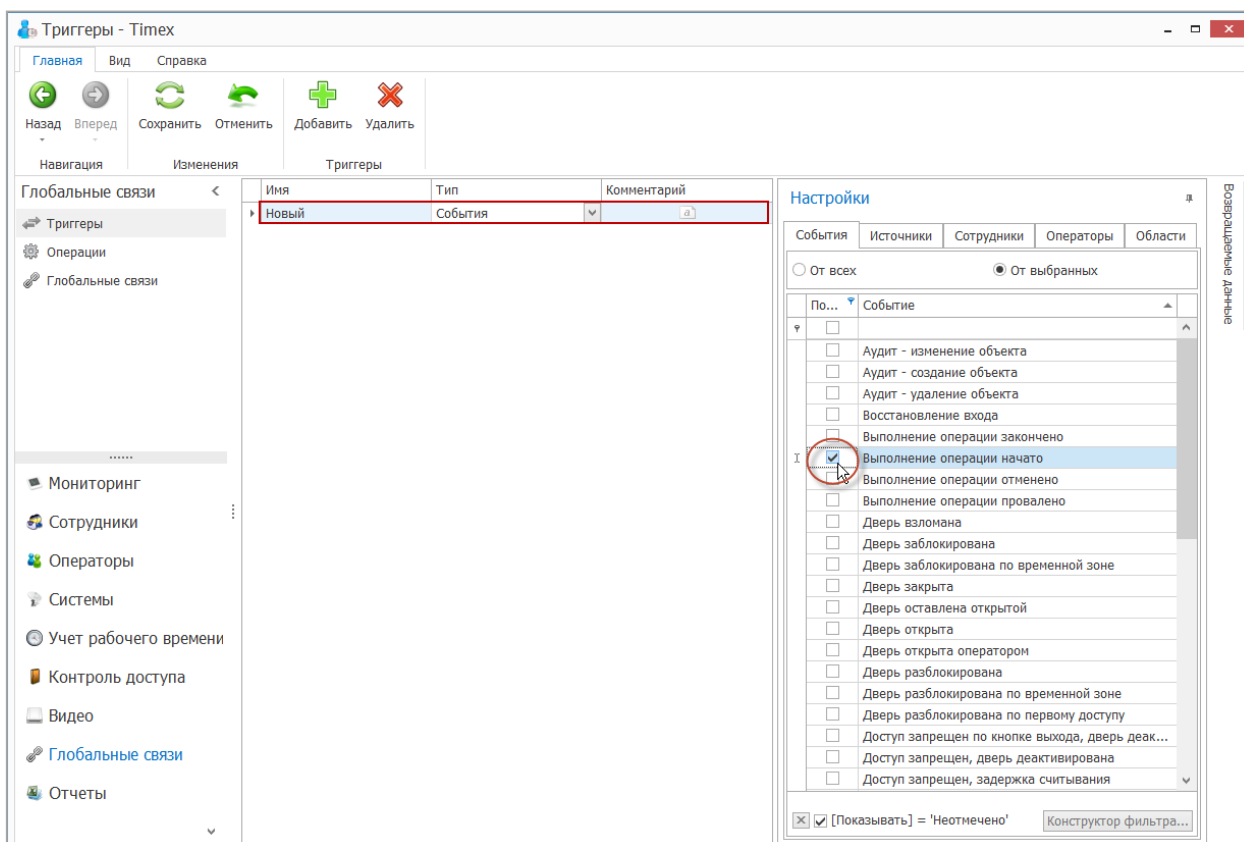 Триггеры - Timex
Главная Вид Справка
Назад Вперед Сохранить Отменить Добавить Удалить
Навигация Изменения Триггеры
Глобальные связи
Триггеры
Операции
Глобальные связи
Мониторинг
Сотрудники
Операторы
Системы
Учет рабочего времени
Контроль доступа
Видео
Глобальные связи
Отчеты
Имя Тип Комментарий
Новый События a
Настройки
События Источники Сотрудники Операторы Области
От всех От выбранных
По... Событие
Аудит - изменение объекта
Аудит - создание объекта
Аудит - удаление объекта
Восстановление входа
Выполнение операции закончено
Выполнение операции начато
Выполнение операции отменено
Выполнение операции провалено
Дверь взломана
Дверь заблокирована
Дверь заблокирована по временной зоне
Дверь закрыта
Дверь оставлена открытой
Дверь открыта
Дверь открыта оператором
Дверь разблокирована
Дверь разблокирована по временной зоне
Дверь разблокирована по первому доступу
Доступ запрещен по кнопке выхода, дверь деак...
Доступ запрещен, дверь деактивирована
Доступ запрещен, задержка считывания
[Показывать] = 'Неотмечено' Конструктор фильтра...
Возвращаемые данные